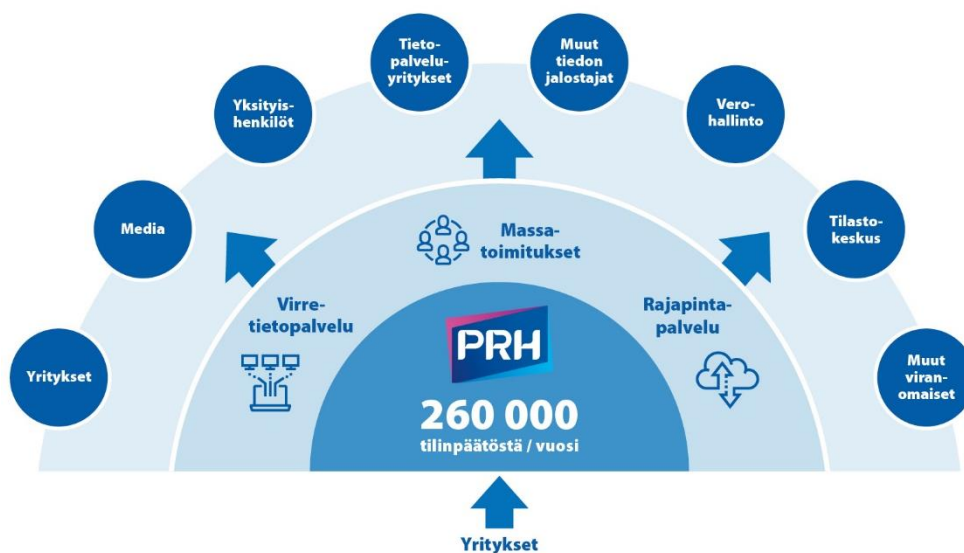 Tieto-
palvelu-
yritykset
Muut
tiedon
jalostajat
Yksityis-
henkilöt
Vero-
hallinto
Media
Massa-
toimitukset
Tilasto-
keskus
Virre-
tietopalvelu
Rajapinta-
palvelu
Yritykset
PRH
Muut
viran-
omaiset
260 000
tilinpäätöstä / vuosi
Yritykset